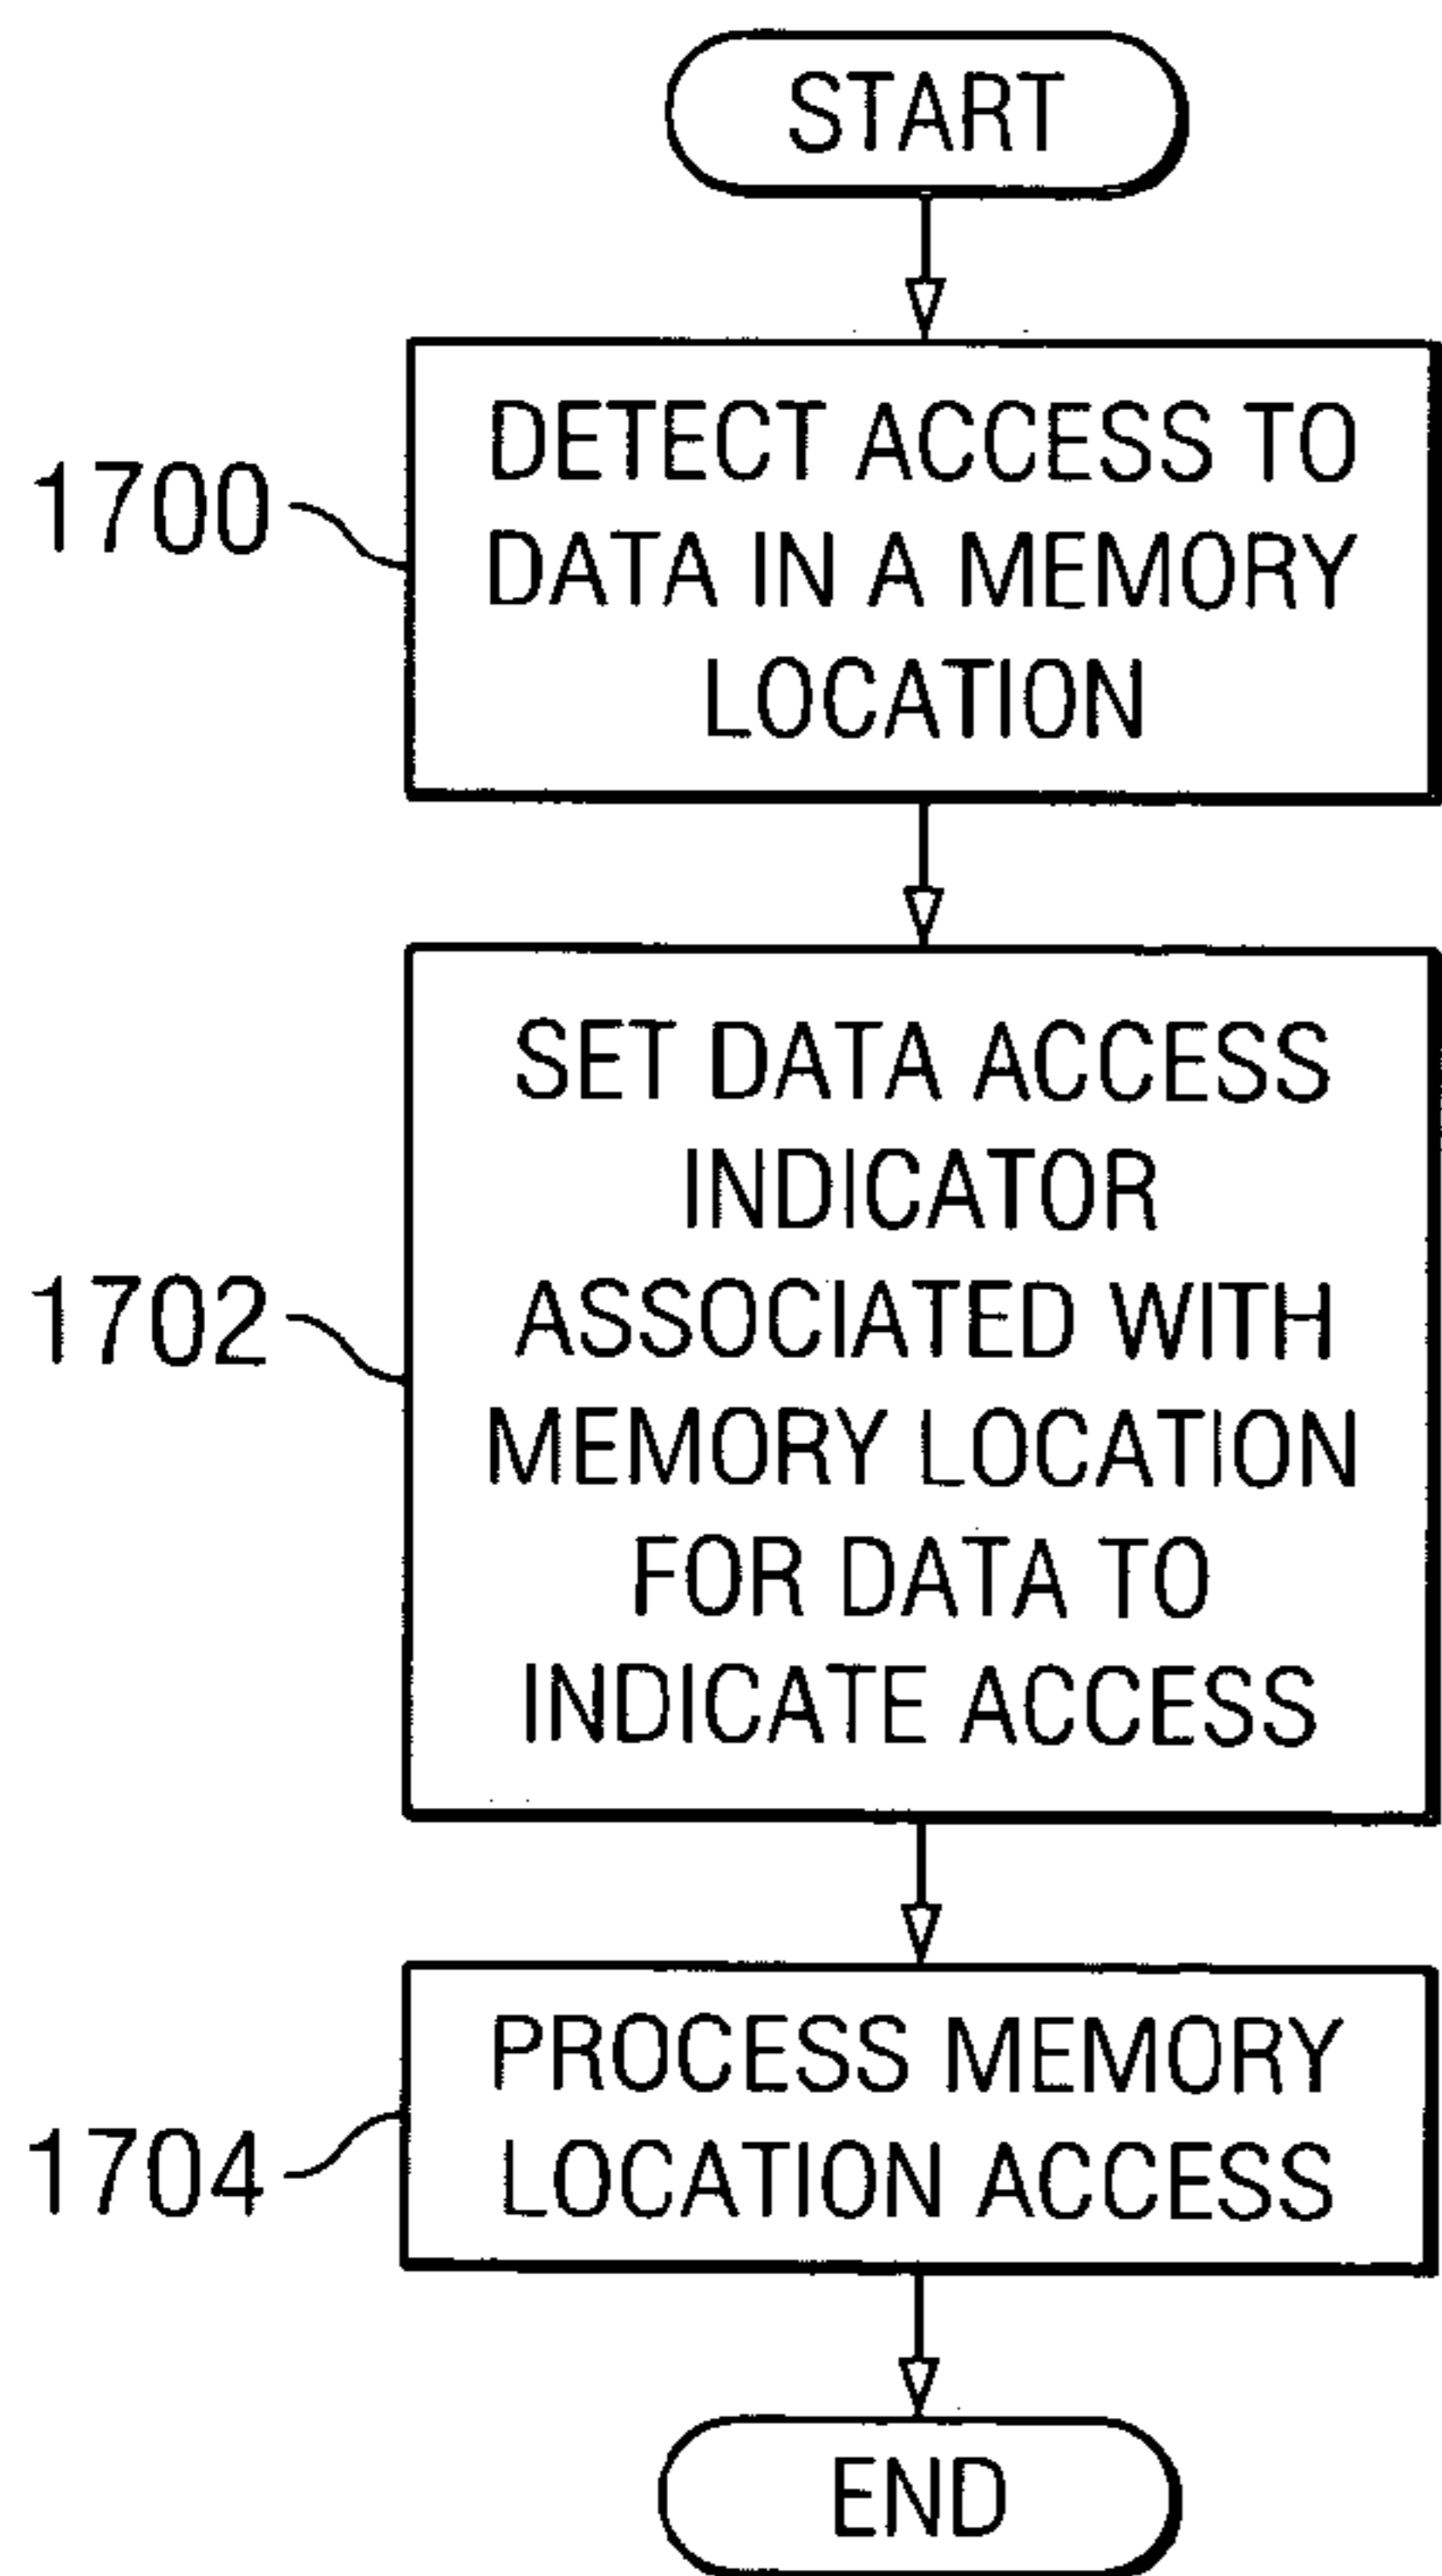 START
1700
DETECT ACCESS TO
DATA IN A MEMORY
LOCATION
1702
SET DATA ACCESS
INDICATOR
ASSOCIATED WITH
MEMORY LOCATION
FOR DATA TO
INDICATE ACCESS
1704
PROCESS MEMORY
LOCATION ACCESS
END